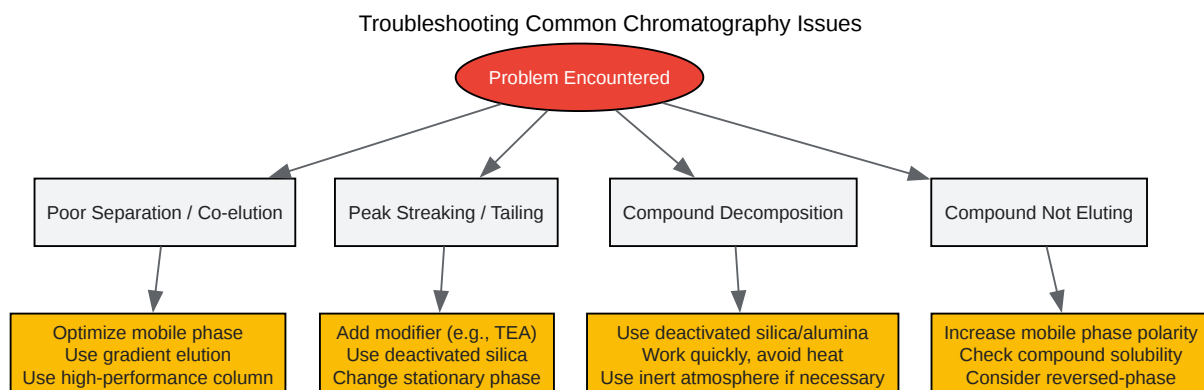 Troubleshooting Common Chromatography Issues
Problem Encountered
Poor Separation / Co-elution
Peak Streaking / Tailing
Compound Decomposition
Compound Not Eluting
Optimize mobile phase
Use gradient elution
Use high-performance column
Add modifier (e.g., TEA)
Use deactivated silica
Change stationary phase
Use deactivated silica/alumina
Work quickly, avoid heat
Use inert atmosphere if necessary
Increase mobile phase polarity
Check compound solubility
Consider reversed-phase